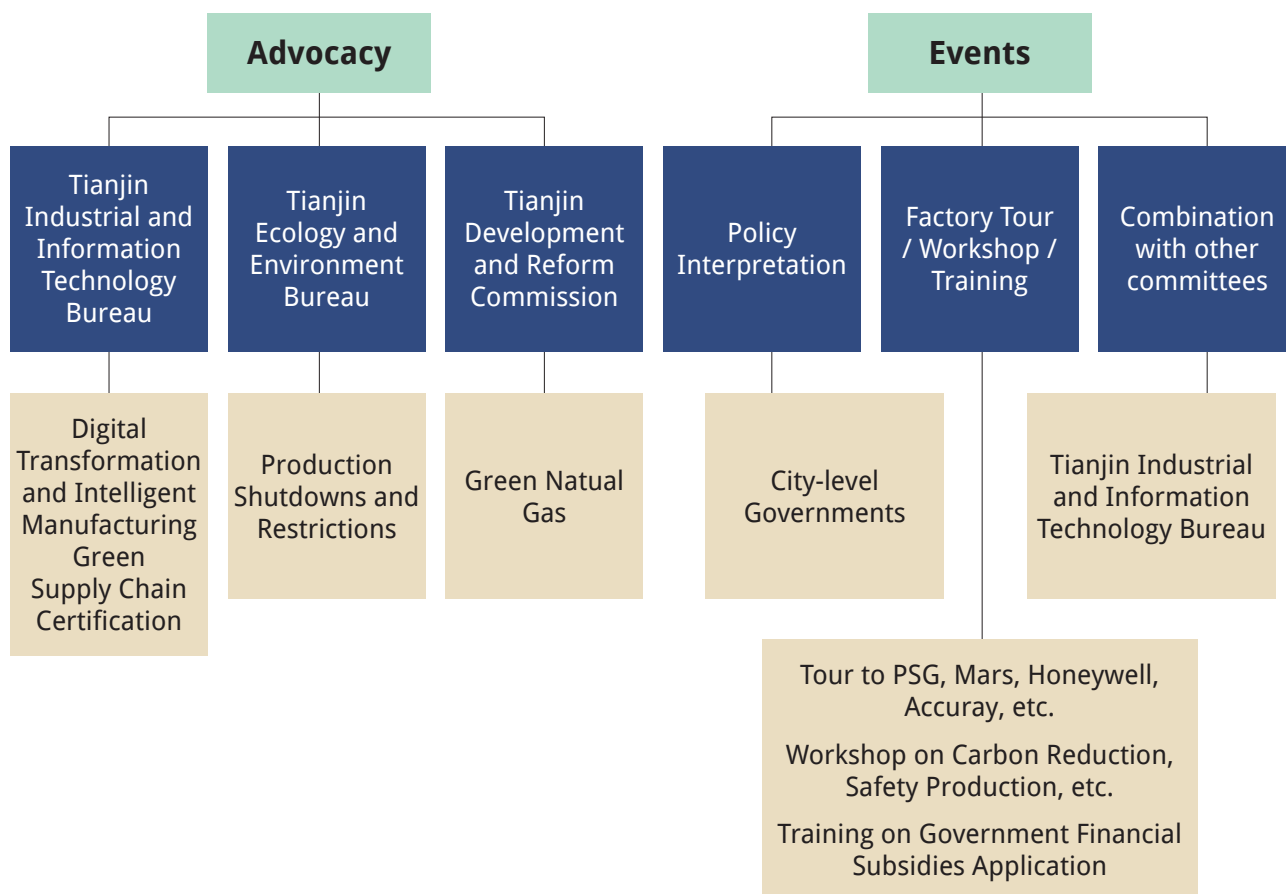 Advocacy
Events
Tianjin
Industrial and
Information
Technology
Bureau
Tianjin
Ecology and
Environment
Bureau
Tianjin
Development
and Reform
Commission
Policy
Interpretation
Factory Tour
/ Workshop /
Training
Combination
with other
committees
Digital
Transformation
and Intelligent
Manufacturing
Green
Supply Chain
Certification
Production
Shutdowns and
Restrictions
Green Natual
Gas
City-level
Governments
Tianjin Industrial
and Information
Technology Bureau
Tour to PSG, Mars, Honeywell,
Accuray, etc.
Workshop on Carbon Reduction,
Safety Production, etc.
Training on Government Financial
Subsidies Application